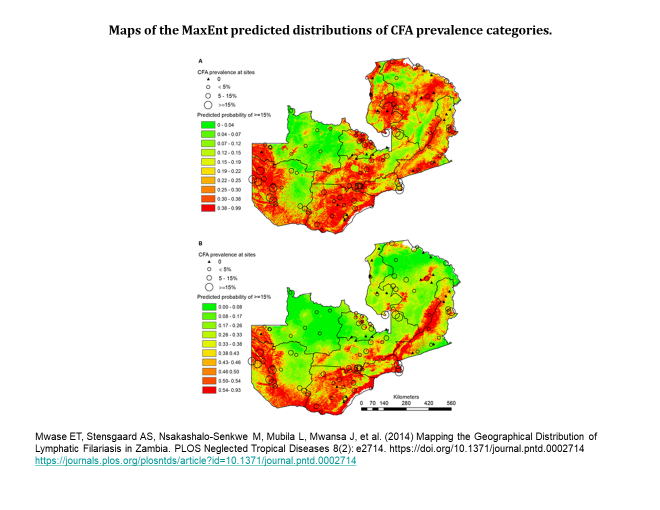 Maps of the MaxEnt predicted distributions of CFA prevalence categories.
A
CFA prevalence at sites
0
< 5%
5 - 15%
>=15%
Predicted probability of >=15%
0 - 0.04
0.04 - 0.07
0.07 - 0.12
0.12 - 0.15
0.15 - 0.19
0.19 - 0.22
0.22 - 0.25
0.25 - 0.30
0.30 - 0.38
0.38 - 0.99
B
CFA prevalence at sites
0
< 5%
5 - 15%
>=15%
Predicted probability of >=15%
0.00 - 0.08
0.08 - 0.17
0.17 - 0.26
0.26 - 0.33
0.33 - 0.38
0.38 0.43
0.43- 0.46
0.46 0.50
0.50- 0.54
0.54- 0.93
Kilometers
0 70 140 280 420 560
Mwase ET, Stensgaard AS, Nsakashalo-Senkwe M, Mubila L, Mwansa J, et al. (2014) Mapping the Geographical Distribution of
Lymphatic Filariasis in Zambia. PLOS Neglected Tropical Diseases 8(2): e2714. https://doi.org/10.1371/journal.pntd.0002714
https://journals.plos.org/plosntds/article?id=10.1371/journal.pntd.0002714